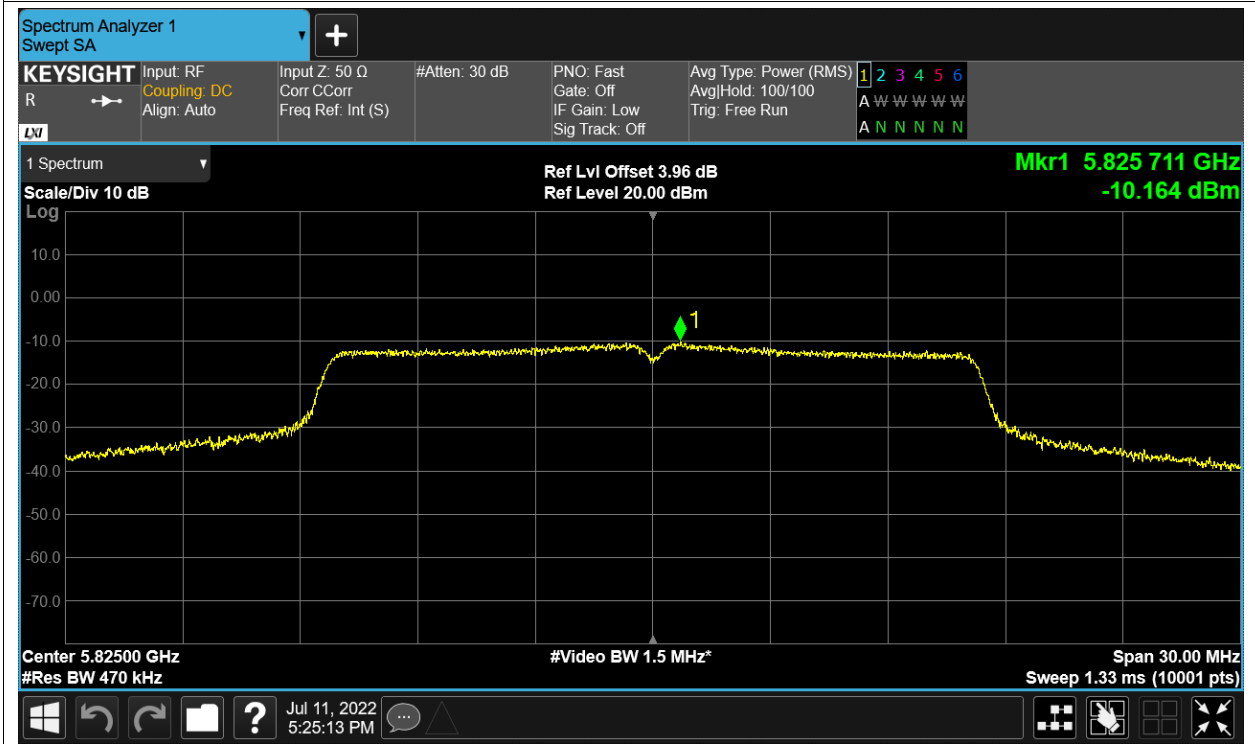 Spectrum Analyzer 1
Swept SA
KEYSIGHT
R
LXI
Input: RF
Coupling: DC
Align: Auto
Input Z: 50 Ω
Corr CCorr
Freq Ref: Int (S)
#Atten: 30 dB
PNO: Fast
Gate: Off
IF Gain: Low
Sig Track: Off
Avg Type: Power (RMS)
Avg|Hold: 100/100
Trig: Free Run
1 2 3 4 5 6
A W W W W W
A N N N N N
1 Spectrum
Scale/Div 10 dB
Log
Ref Lvl Offset 3.96 dB
Ref Level 20.00 dBm
Mkr1 5.825 711 GHz
-10.164 dBm
10.0
0.00
-10.0
-20.0
-30.0
-40.0
-50.0
-60.0
-70.0
1
Center 5.82500 GHz
#Res BW 470 kHz
#Video BW 1.5 MHz*
Span 30.00 MHz
Sweep 1.33 ms (10001 pts)
?
Jul 11, 2022
5:25:13 PM